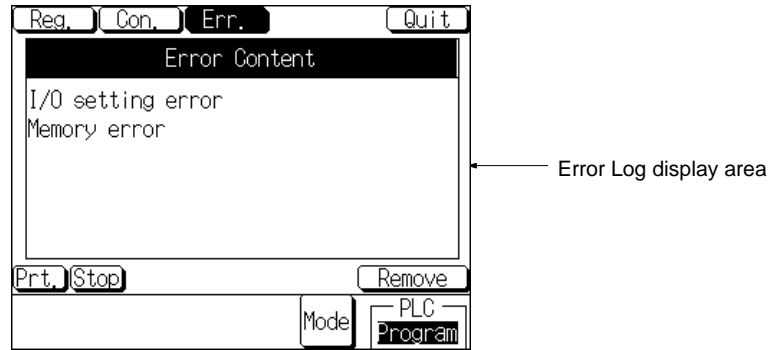 Reg. Con. Err. Quit
Error Content
I/O setting error
Memory error
Error Log display area
Prt. Stop Remove
Mode PLC
Program